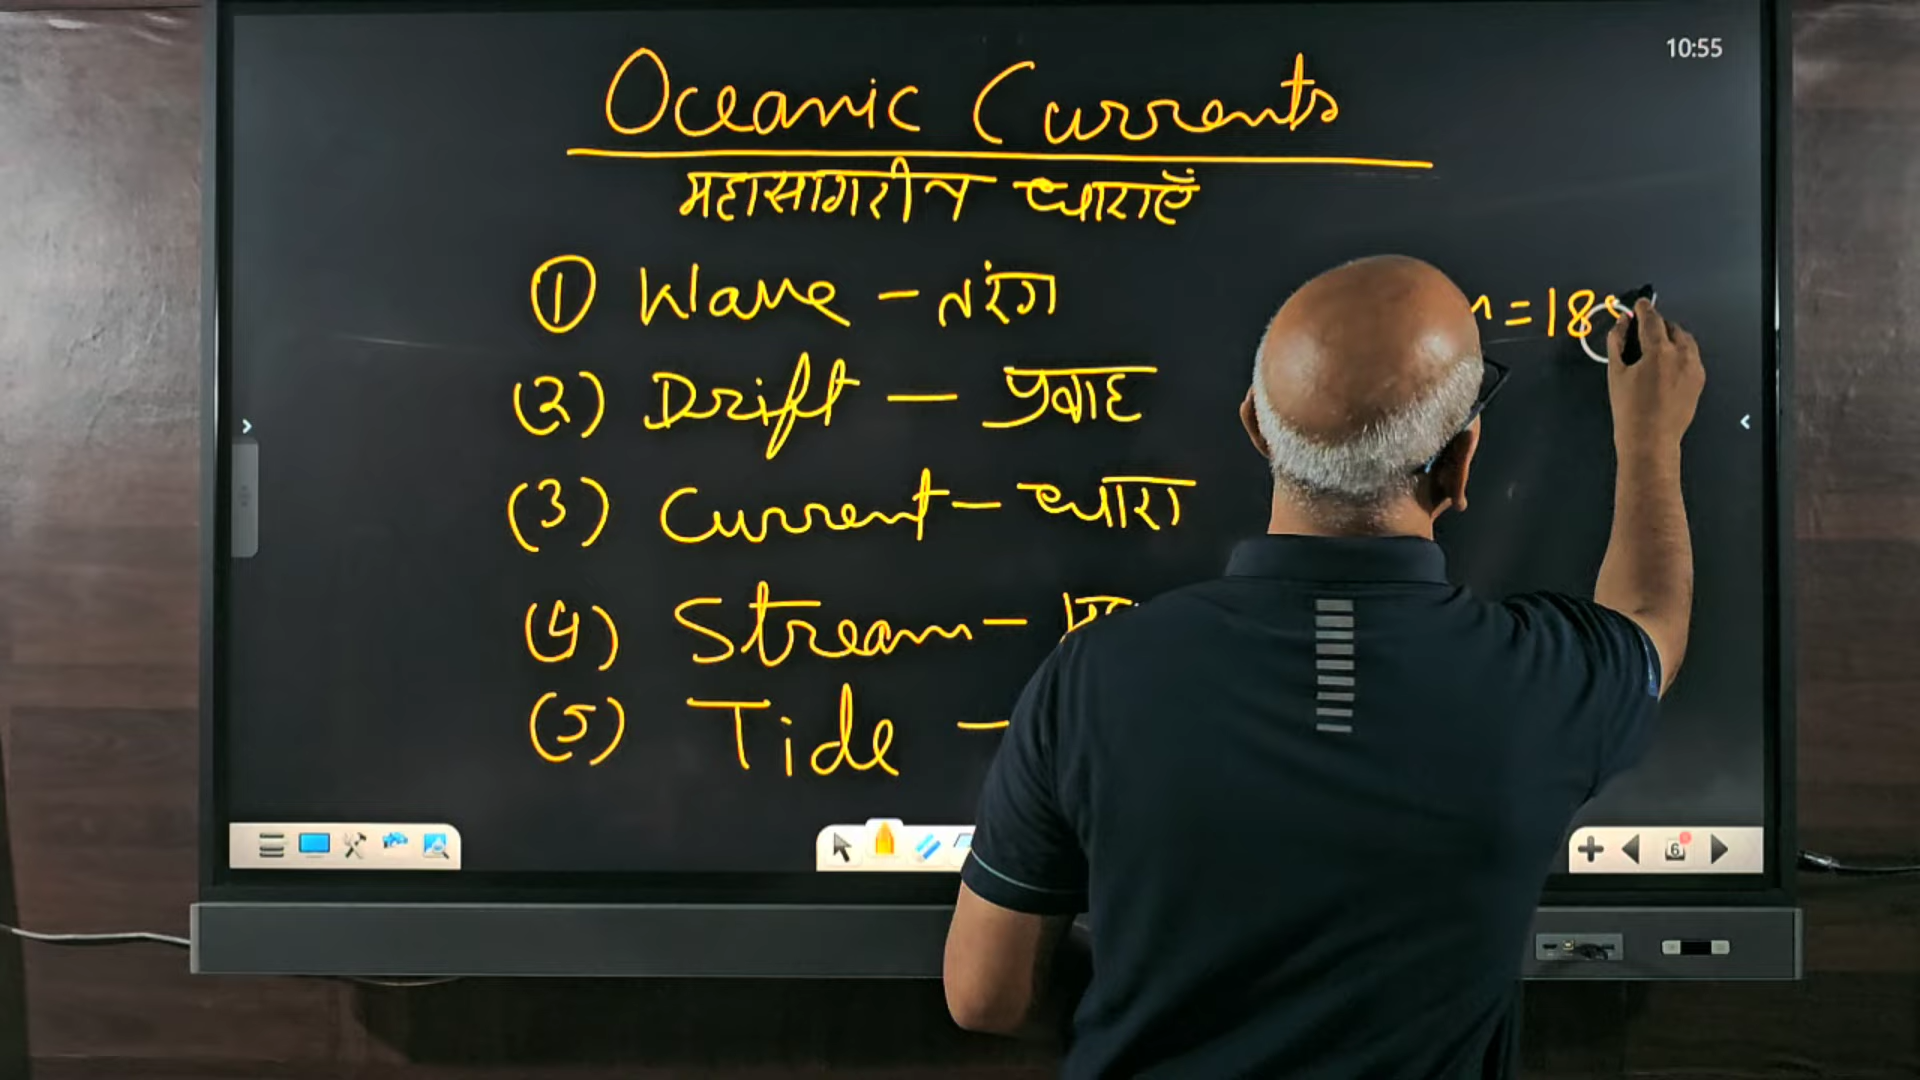 10:55
Oceanic Currents
महासागरीय धाराएँ
① Wave - तरंग
= 18
(2) Drift — प्रवाह
(3) Current - धारा
(4) Stream -
(5) Tide -
6